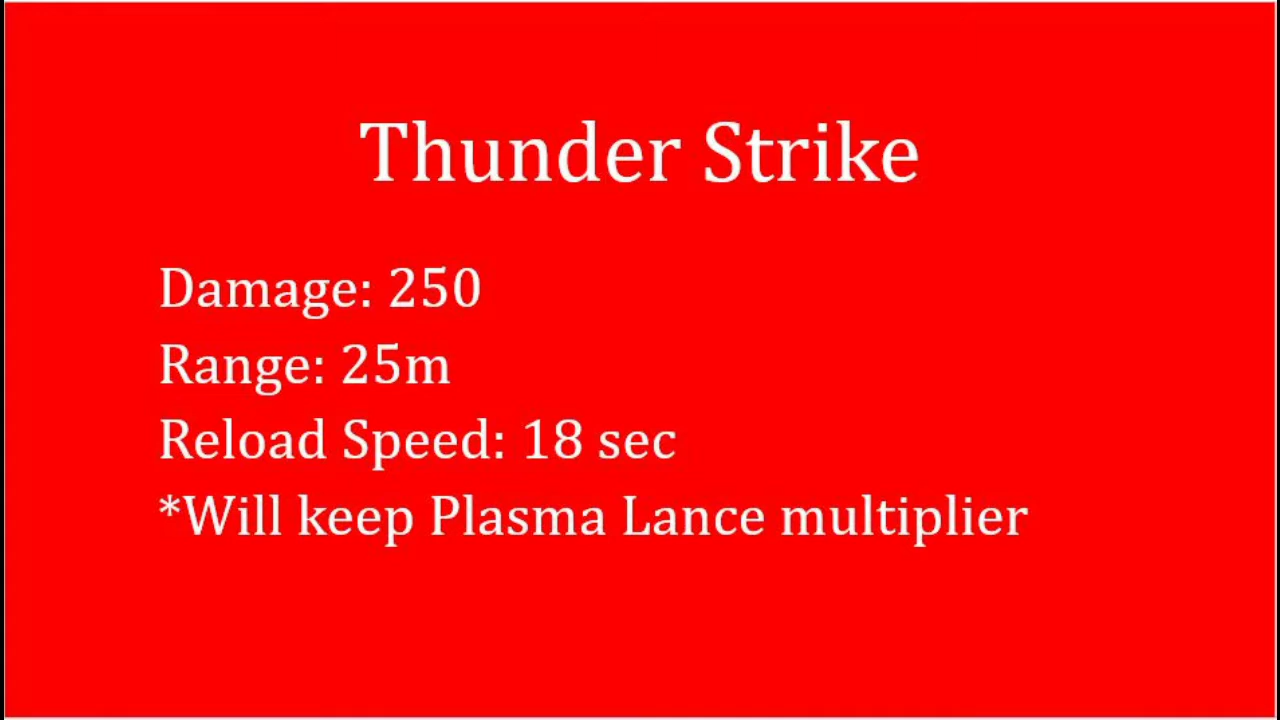 Thunder Strike
Damage: 250
Range: 25m
Reload Speed: 18 sec
*Will keep Plasma Lance multiplier